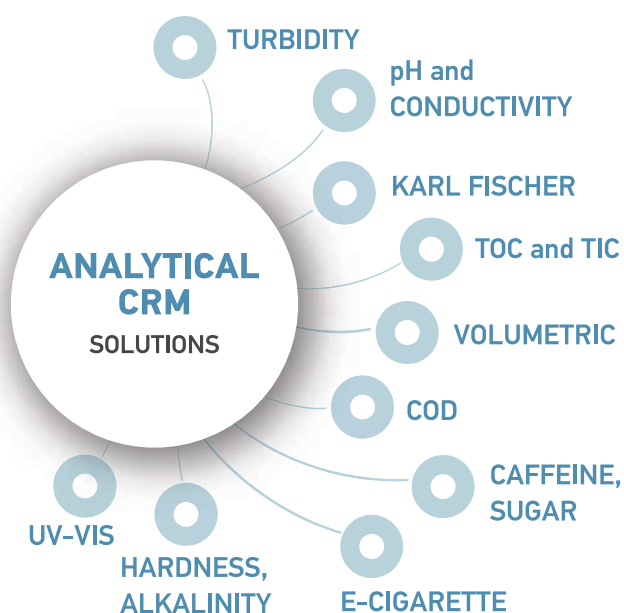 TURBIDITY
pH and
CONDUCTIVITY
KARL FISCHER
TOC and TIC
ANALYTICAL
CRM
SOLUTIONS
VOLUMETRIC
COD
CAFFEINE,
SUGAR
UV-VIS
HARDNESS,
ALKALINITY
E-CIGARETTE